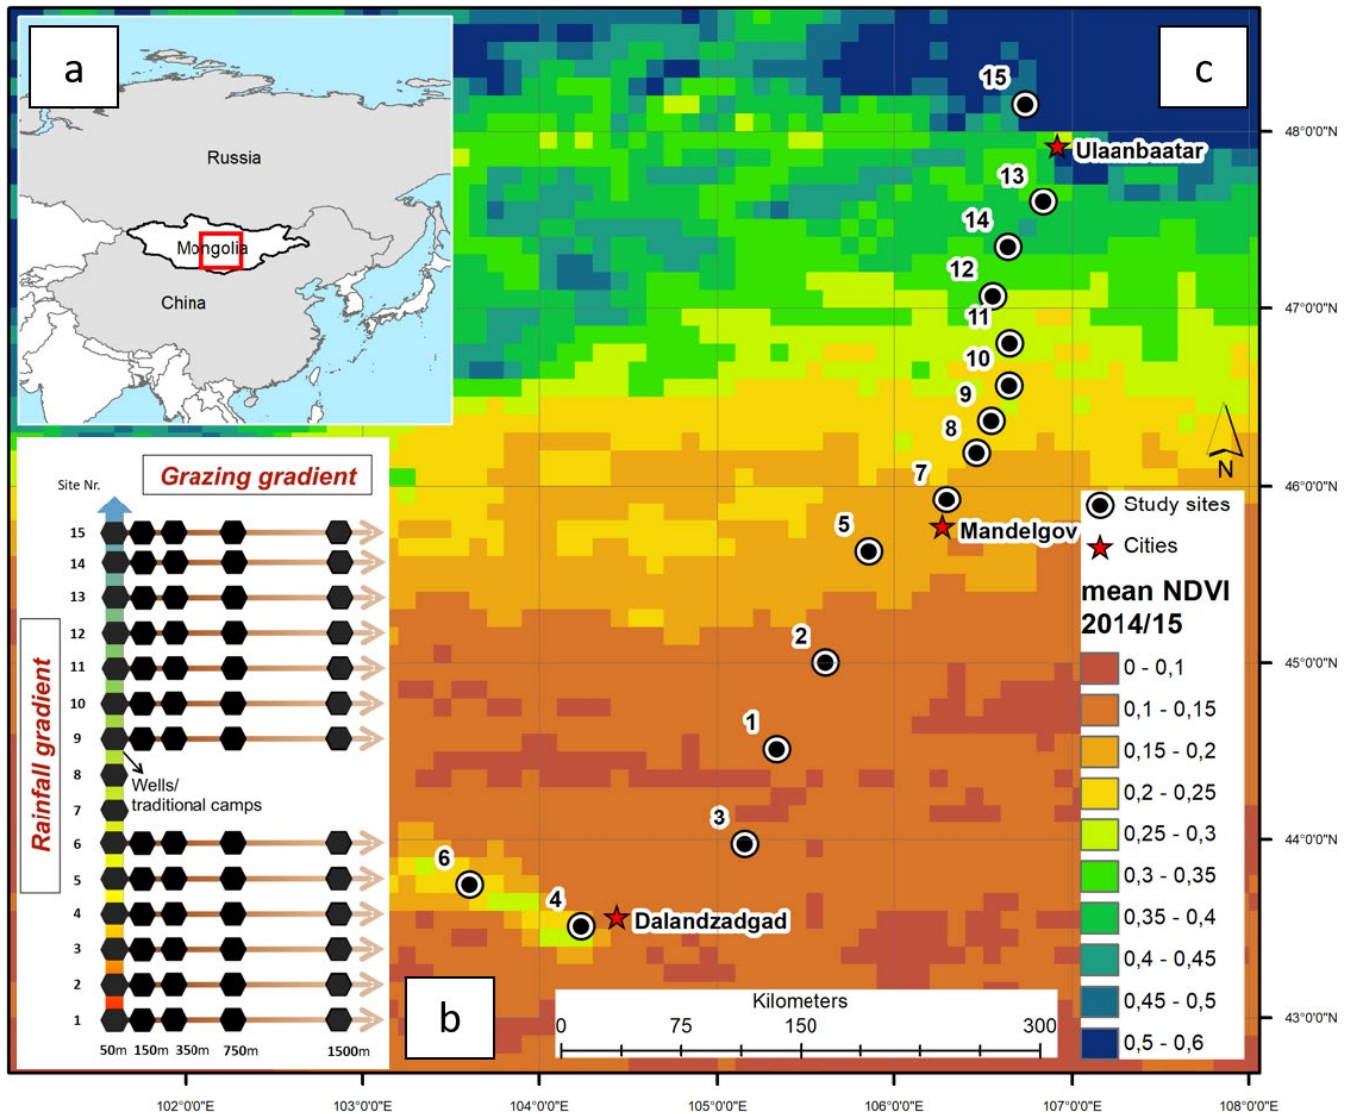 a
Russia
Mongolia
China
c
15
Ulaanbaatar
13
14
12
11
10
9
8
7
Mandelgov
5
2
1
3
6
4
Dalandzadgad
48°0'0"N
47°0'0"N
46°0'0"N
45°0'0"N
44°0'0"N
43°0'0"N
N
Study sites
Cities
mean NDVI
2014/15
0 - 0,1
0,1 - 0,15
0,15 - 0,2
0,2 - 0,25
0,25 - 0,3
0,3 - 0,35
0,35 - 0,4
0,4 - 0,45
0,45 - 0,5
0,5 - 0,6
Grazing gradient
Site Nr.
15
14
13
12
11
10
9
8
7
6
5
4
3
2
1
Rainfall gradient
Wells/
traditional camps
50m 150m 350m 750m 1500m
b
Kilometers
0 75 150 300
102°0'0"E 103°0'0"E 104°0'0"E 105°0'0"E 106°0'0"E 107°0'0"E 108°0'0"E